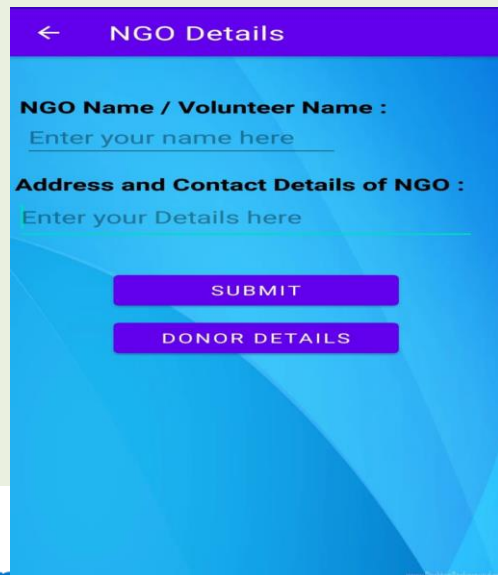 NGO Details
NGO Name / Volunteer Name :
Enter your name here
Address and Contact Details of NGO :
Enter your Details here
SUBMIT
DONOR DETAILS